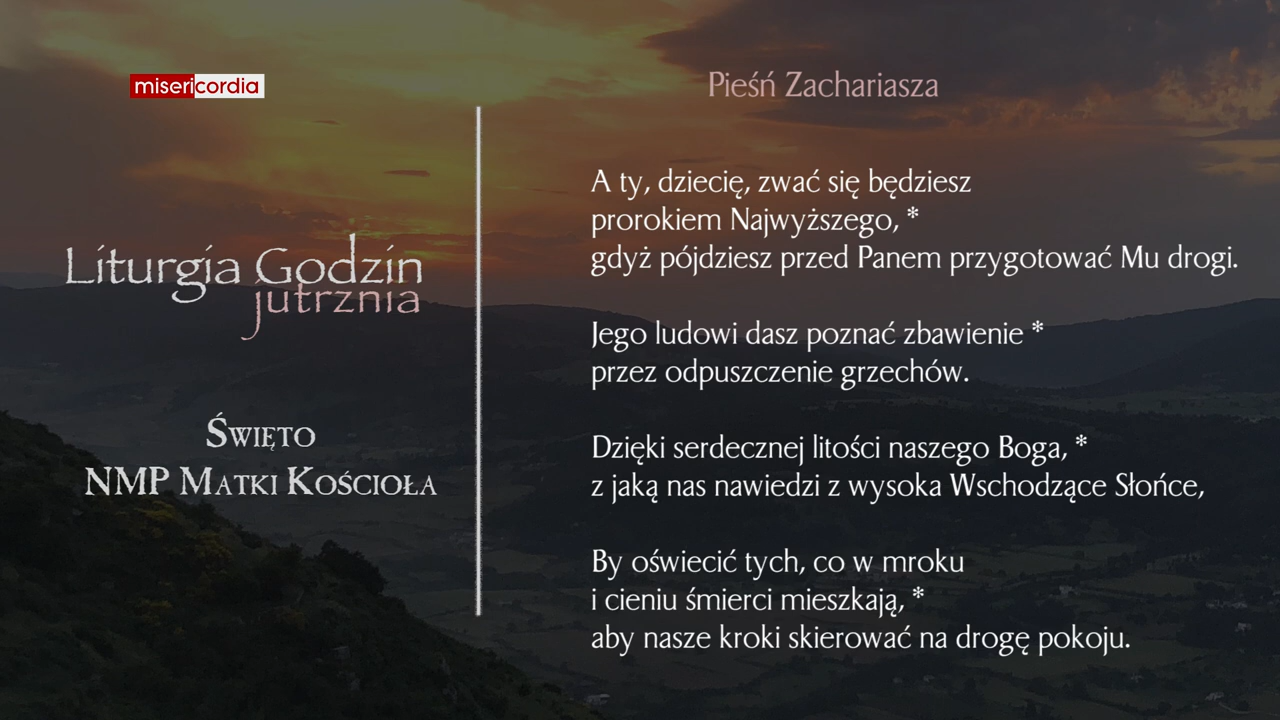 misericordia
Liturgia Godzin
jutrznia
Święto
NMP Matki Kościoła
Pieśń Zachariasza
A ty, dziecię, zwać się będziesz
prorokiem Najwyższego, *
gdyż pójdziesz przed Panem przygotować Mu drogi.
Jego ludowi dasz poznać zbawienie *
przez odpuszczenie grzechów.
Dzięki serdecznej litości naszego Boga, *
z jaką nas nawiedzi z wysoka Wschodzące Słońce,
By oświecić tych, co w mroku
i cieniu śmierci mieszkają, *
aby nasze kroki skierować na drogę pokoju.